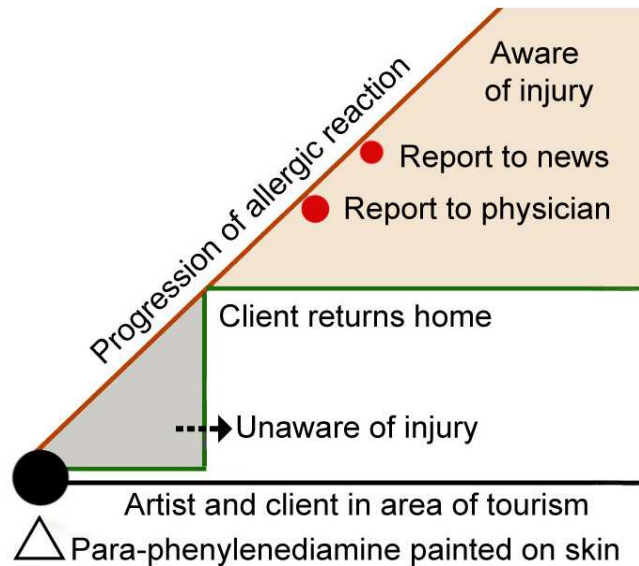 Aware
of injury
Progression of allergic reaction
Report to news
Report to physician
Client returns home
Unaware of injury
Artist and client in area of tourism
Para-phenylenediamine painted on skin